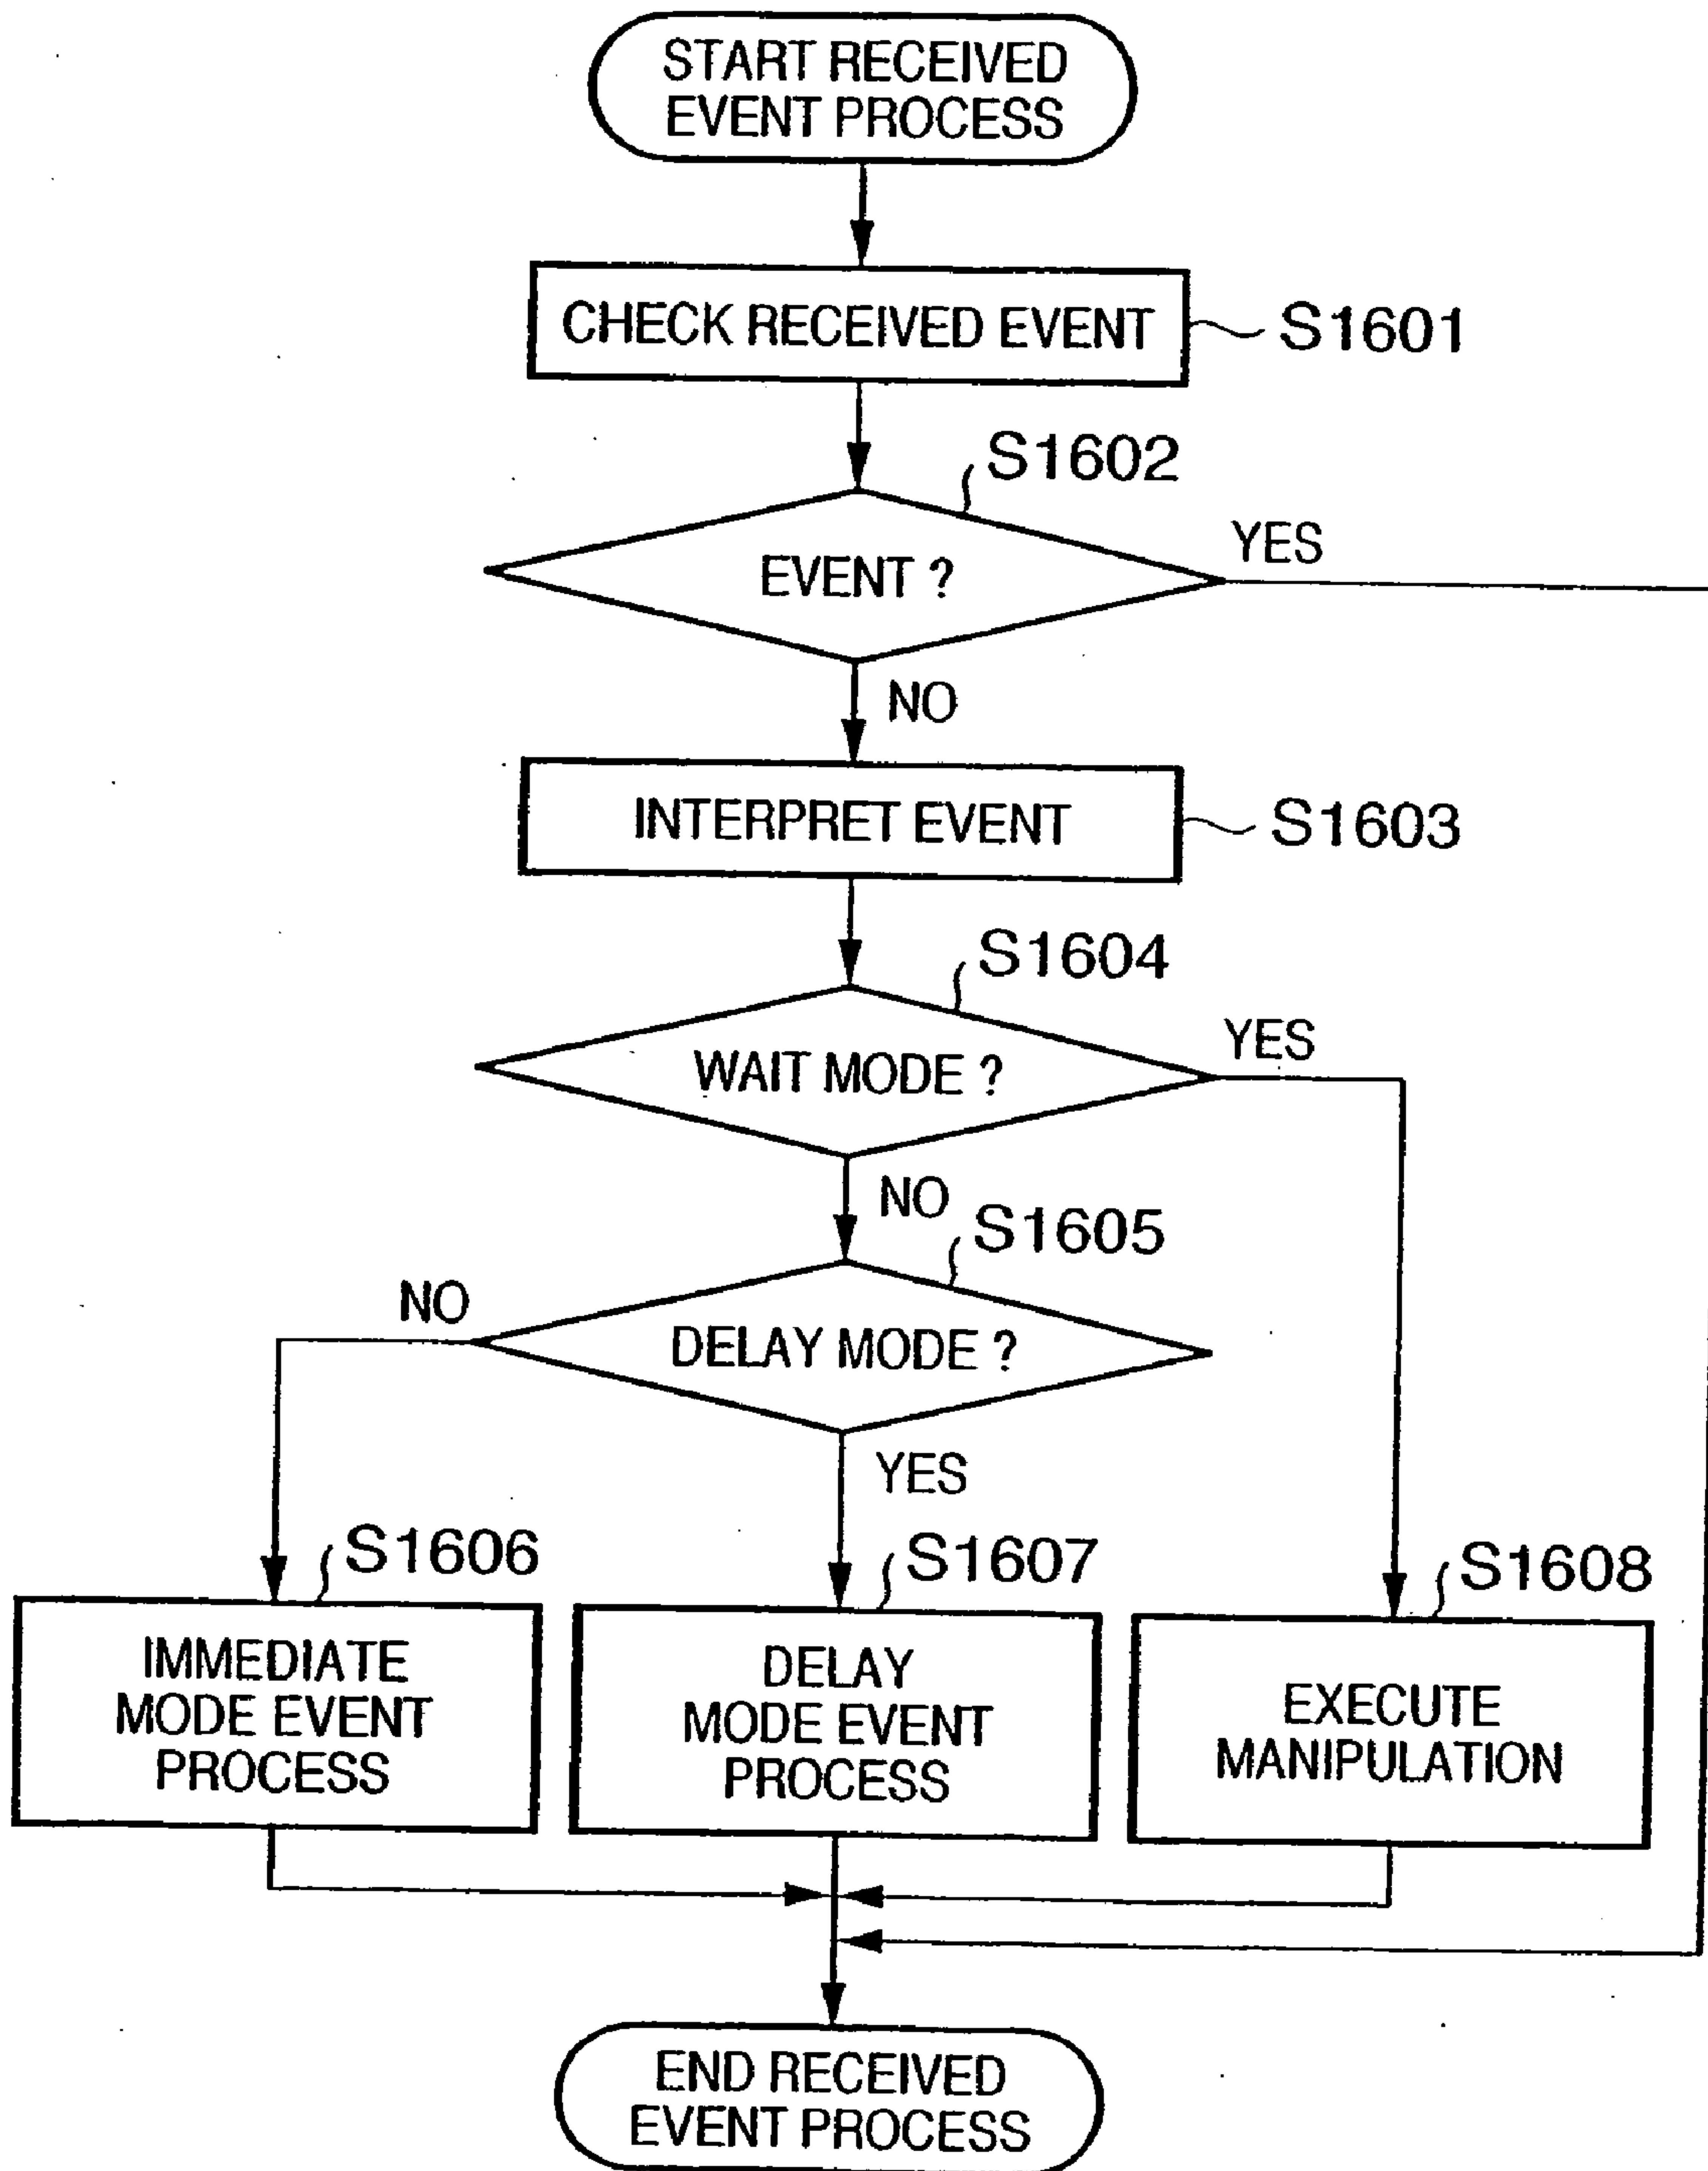 START RECEIVED
EVENT PROCESS
CHECK RECEIVED EVENT
S1601
S1602
EVENT ?
YES
NO
INTERPRET EVENT
S1603
S1604
WAIT MODE ?
YES
NO
S1605
NO
DELAY MODE ?
YES
S1606
IMMEDIATE
MODE EVENT
PROCESS
S1607
DELAY
MODE EVENT
PROCESS
S1608
EXECUTE
MANIPULATION
END RECEIVED
EVENT PROCESS